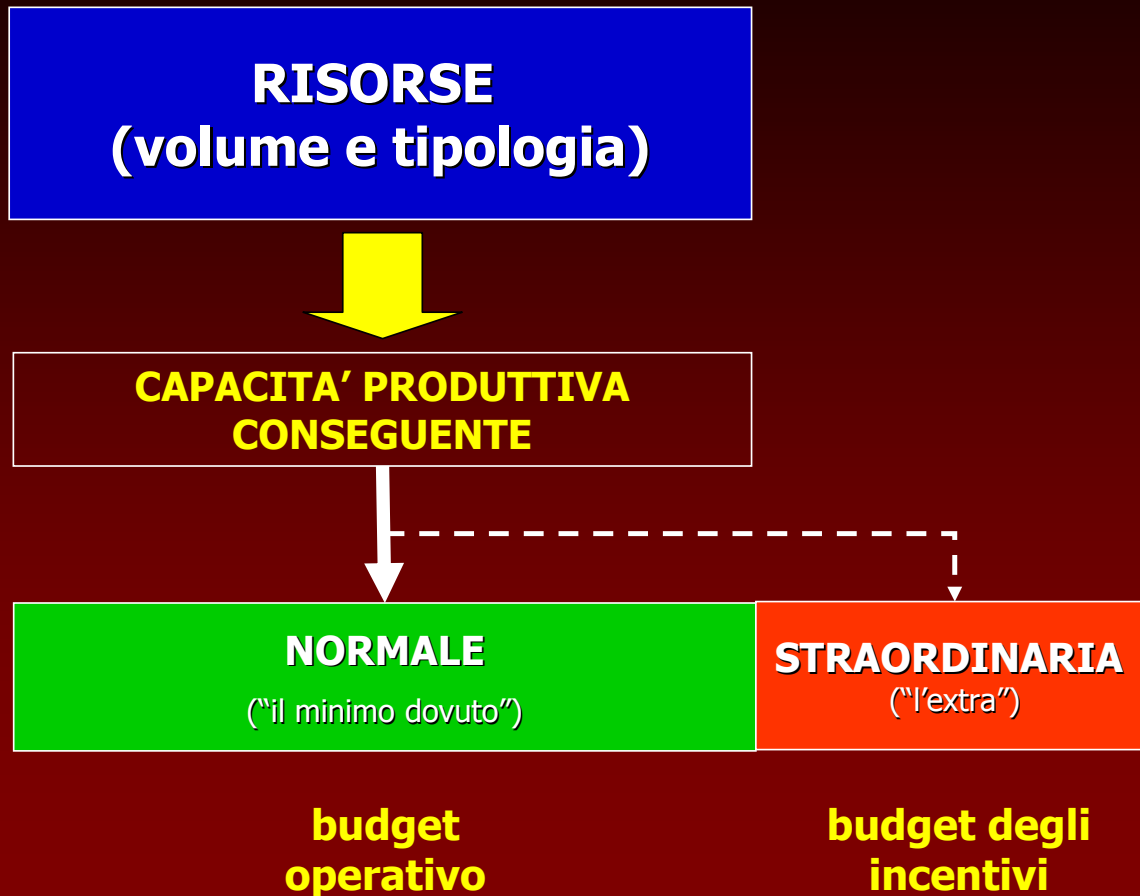 RISORSE
(volume e tipologia)
CAPACITA’ PRODUTTIVA
CONSEGUENTE
NORMALE
(“il minimo dovuto”)
STRAORDINARIA
(“l’extra”)
budget
operativo
budget degli
incentivi